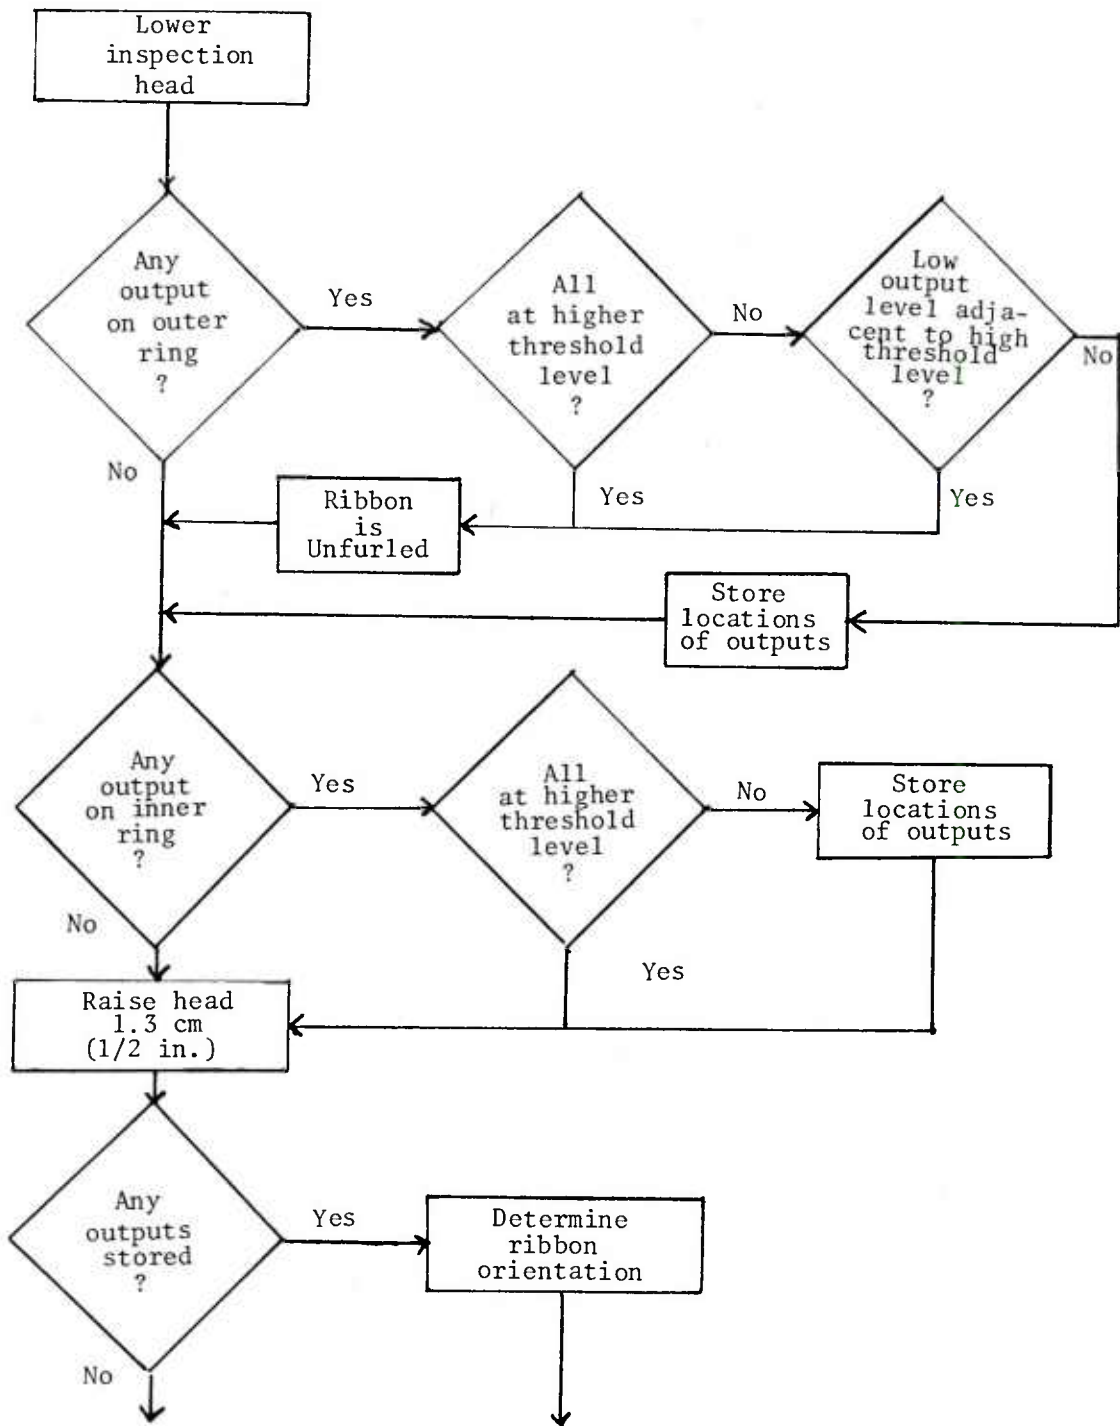 Lower
inspection
head
Any
output
on outer
ring
?
Yes
All
at higher
threshold
level
?
No
Low
output
level adja-
cent to high
threshold
level
?
No
No
Yes
Yes
Ribbon
is
Unfurled
Store
locations
of outputs
Any
output
on inner
ring
?
Yes
All
at higher
threshold
level
?
No
Store
locations
of outputs
No
Yes
Raise head
1.3 cm
(1/2 in.)
Any
outputs
stored
?
Yes
Determine
ribbon
orientation
No